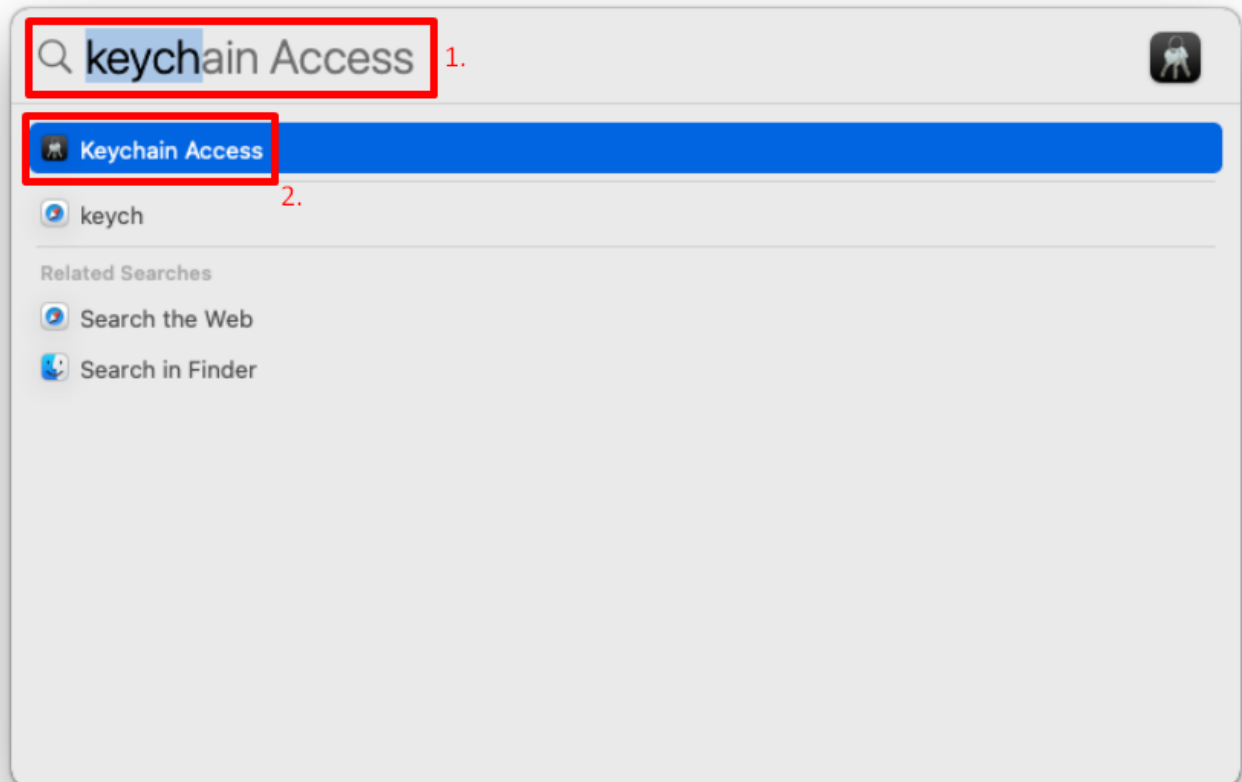 keychain Access 1.
Keychain Access
2.
keych
Related Searches
Search the Web
Search in Finder